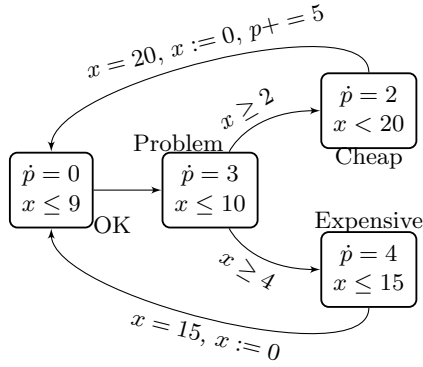 x = 20, x := 0, p+ = 5
x ≥ 2
ṗ = 2
x < 20
Cheap
Problem
ṗ = 0
x ≤ 9
OK
ṗ = 3
x ≤ 10
Expensive
x ≥ 4
ṗ = 4
x ≤ 15
x = 15, x := 0